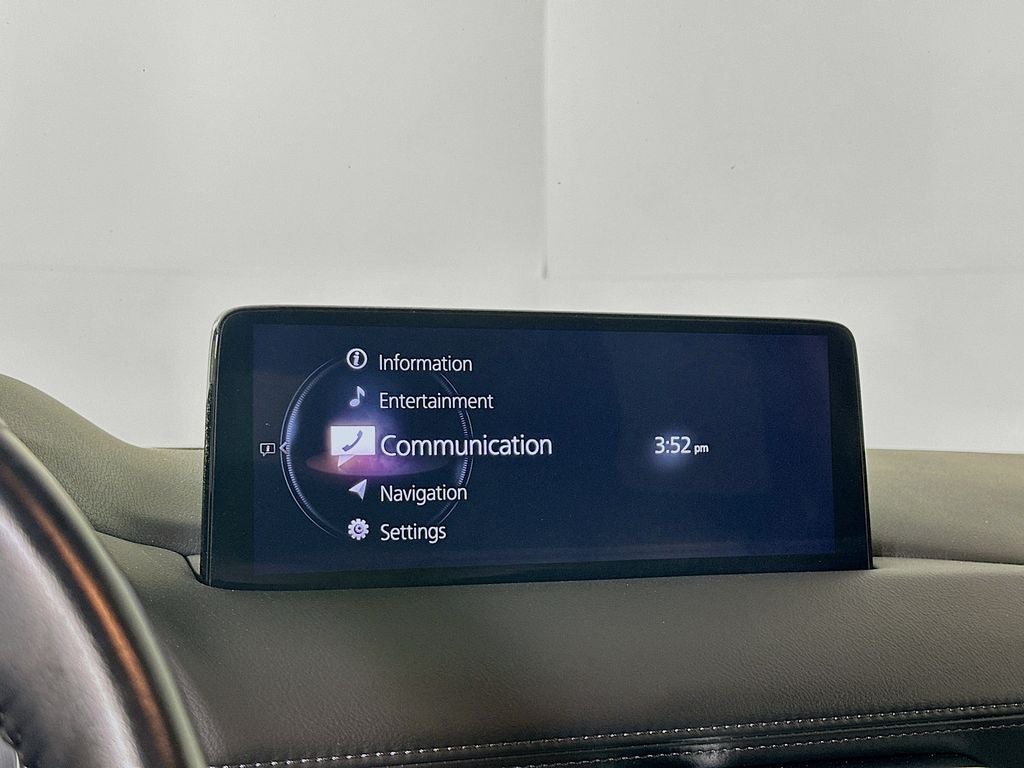 Information
Entertainment
Communication
3:52 pm
Navigation
Settings